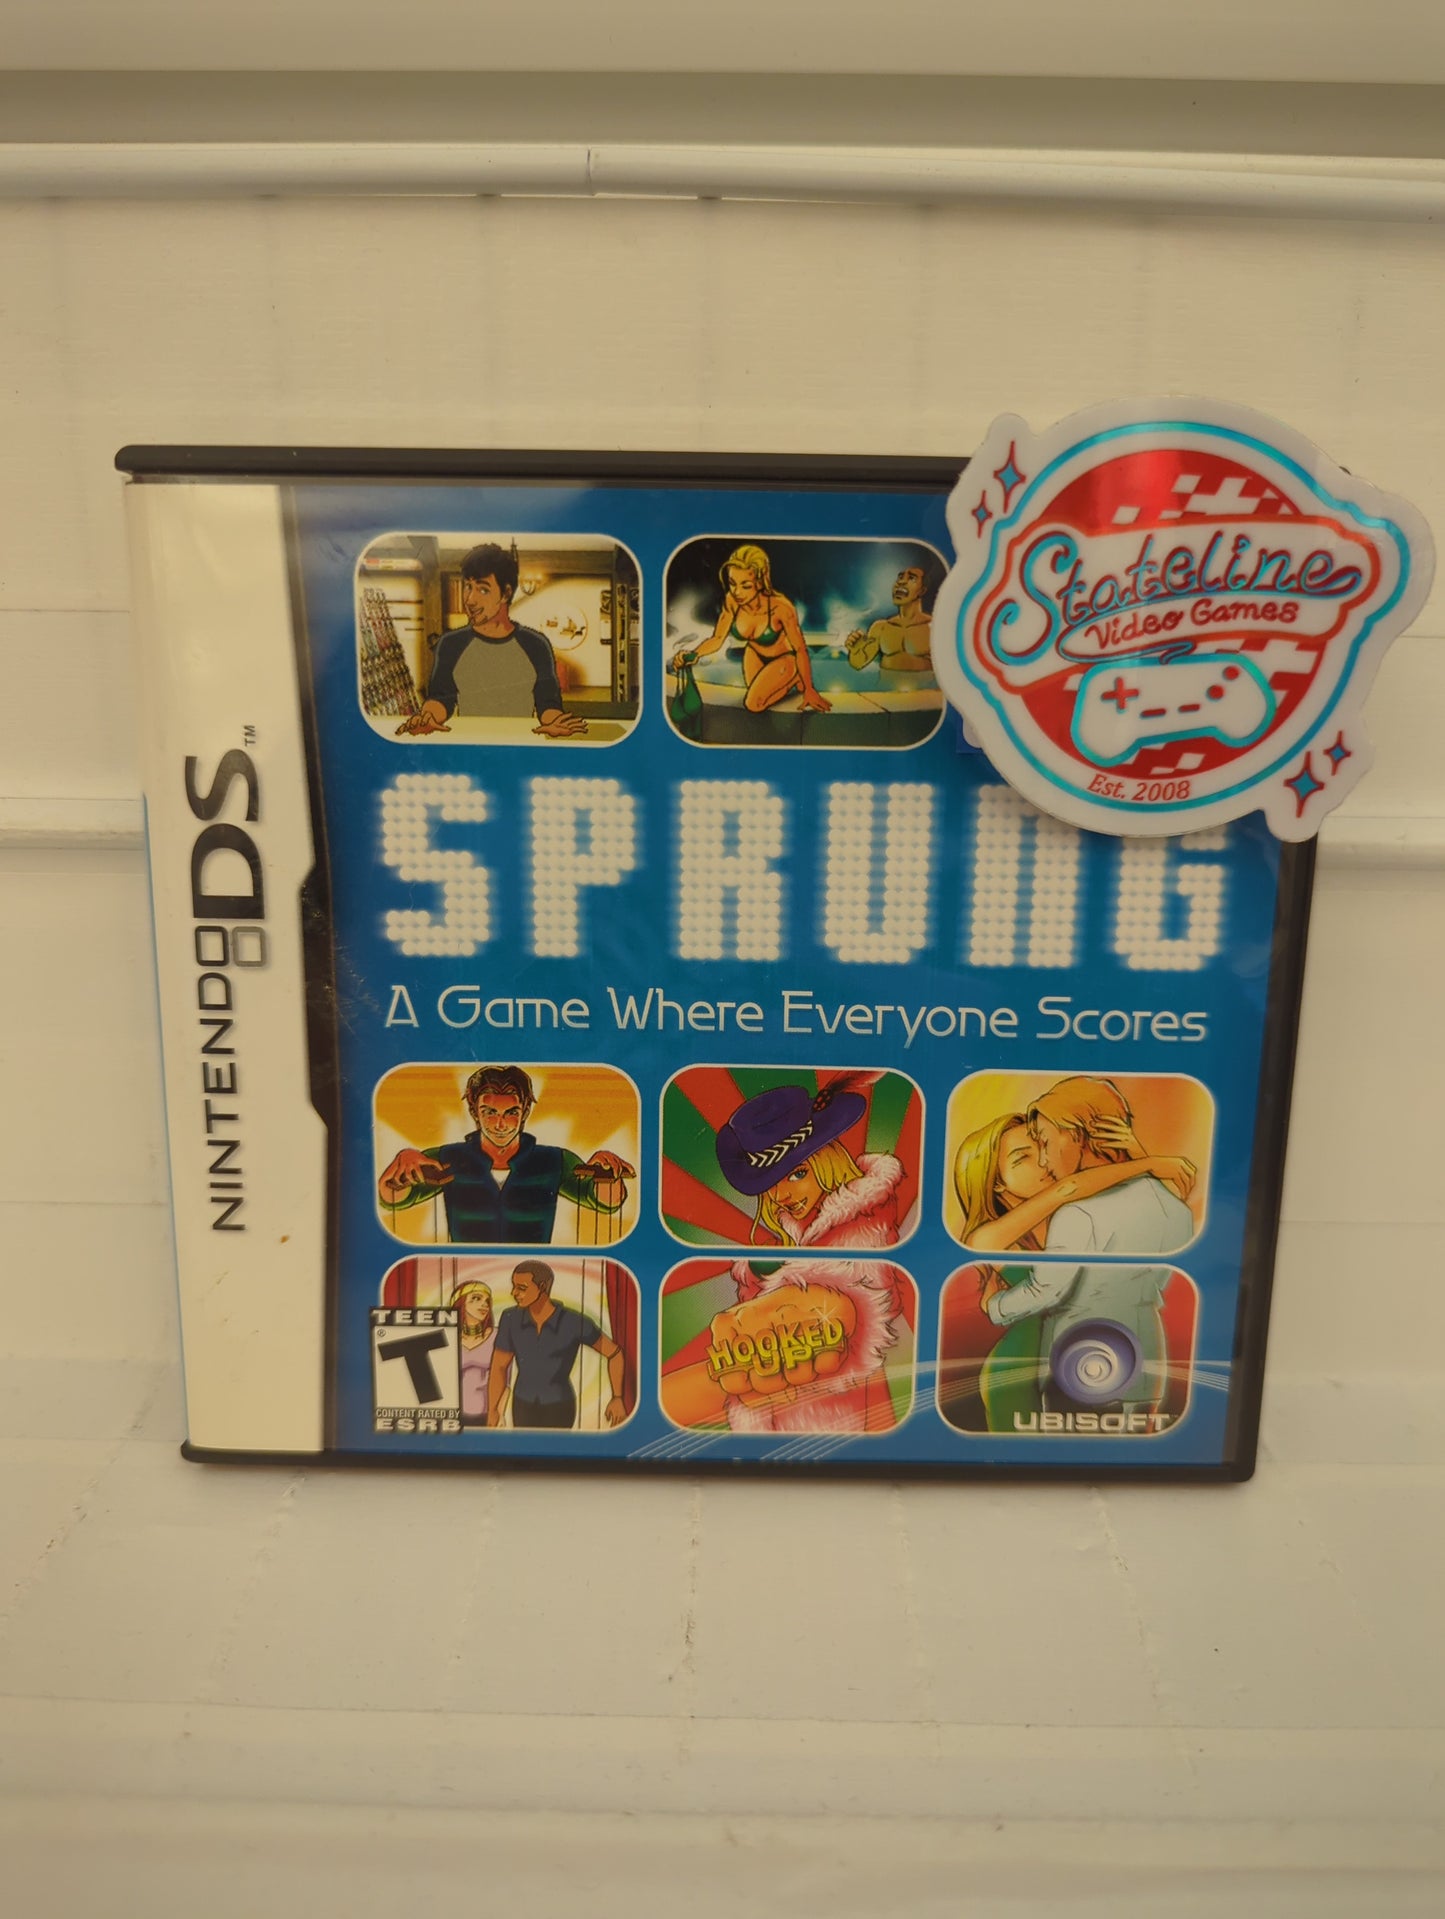 NINTENDO DS™
Stateline
Video Games
Est. 2008
SPRUNG
A Game Where Everyone Scores
HOOKED
UP
TEEN
T
®
CONTENT RATED BY
ESRB
UBISOFT™